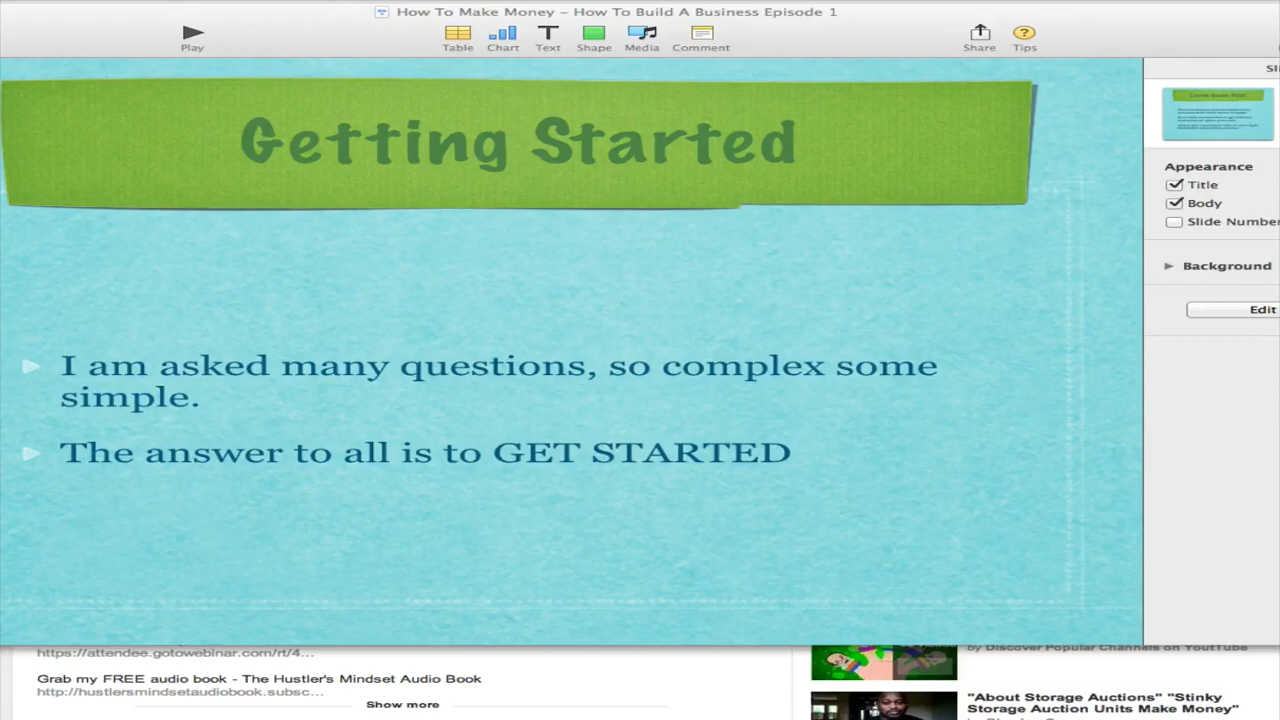 How To Make Money – How To Build A Business Episode 1
Play
Table
Chart
Text
Shape
Media
Comment
Share
Tips
Getting Started
I am asked many questions, so complex some
simple.
The answer to all is to GET STARTED
Appearance
Title
Body
Slide Number
Background
Edit
https://attendee.gotowebinar.com/rt/4...
Grab my FREE audio book - The Hustler's Mindset Audio Book
http://hustlersmindsetaudiobook.subsc...
Show more
by Discover Popular Channels on YouTube
"About Storage Auctions" "Stinky
Storage Auction Units Make Money"